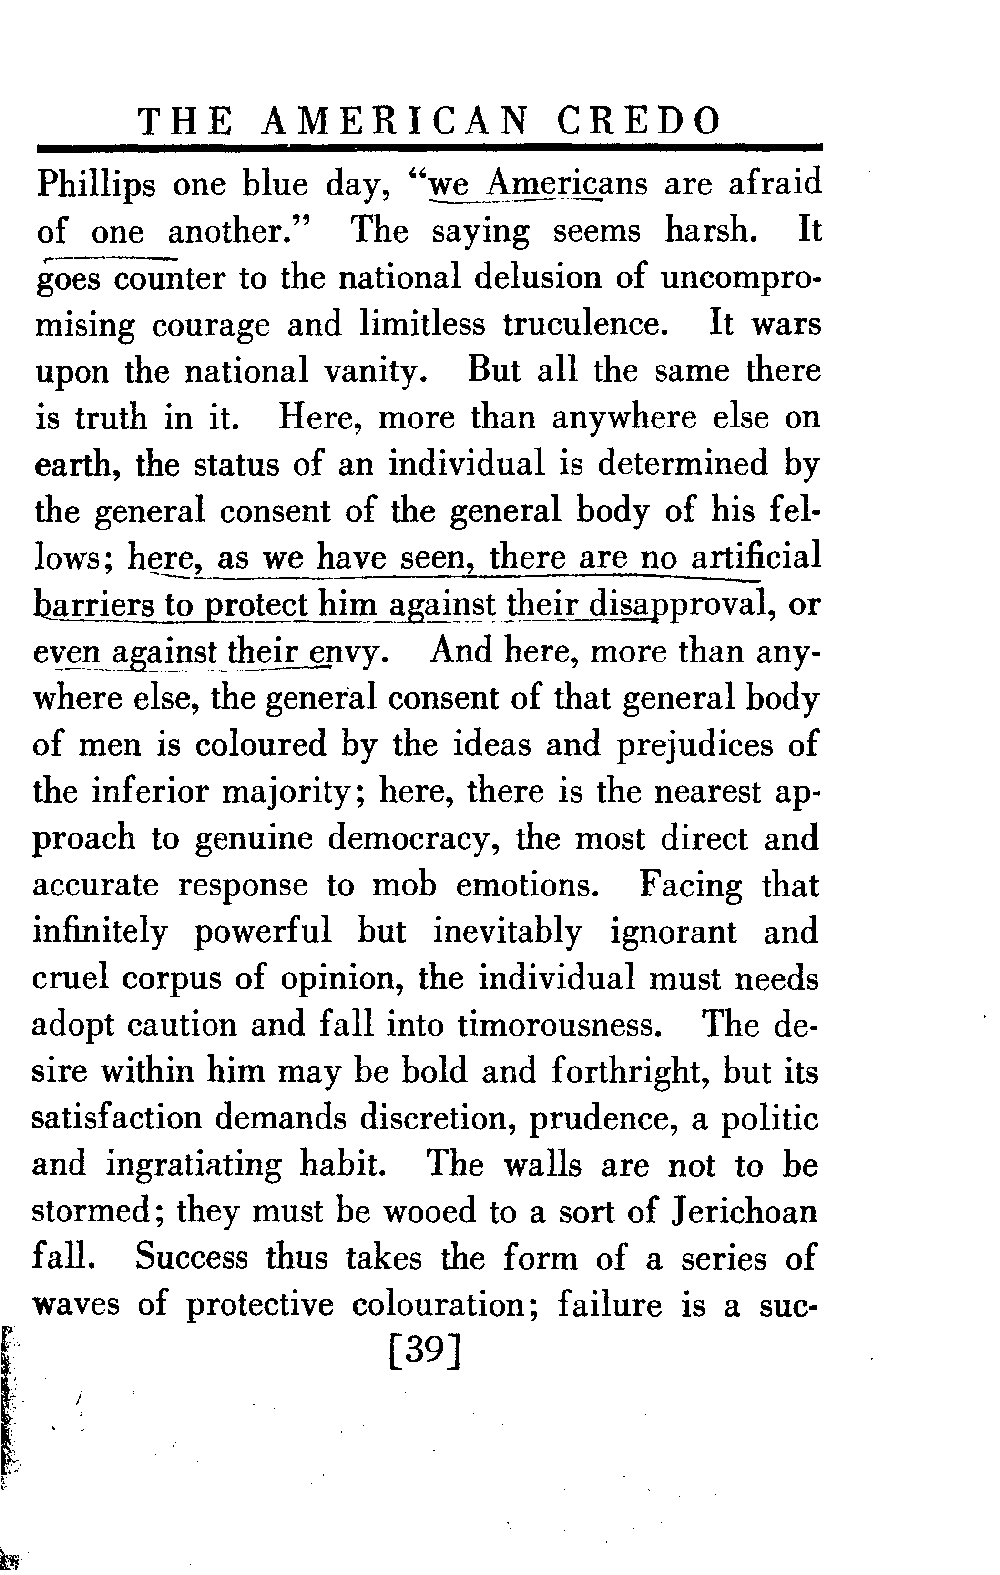 THE AMERICAN CREDO
Phillips one blue day, “we Americans are afraid
of one another.” The saying seems harsh. It
goes counter to the national delusion of uncompro-
mising courage and limitless truculence. It wars
upon the national vanity. But all the same there
is truth in it. Here, more than anywhere else on
earth, the status of an individual is determined by
the general consent of the general body of his fel-
lows; here, as we have seen, there are no artificial
barriers to protect him against their disapproval, or
even against their envy. And here, more than any-
where else, the general consent of that general body
of men is coloured by the ideas and prejudices of
the inferior majority; here, there is the nearest ap-
proach to genuine democracy, the most direct and
accurate response to mob emotions. Facing that
infinitely powerful but inevitably ignorant and
cruel corpus of opinion, the individual must needs
adopt caution and fall into timorousness. The de-
sire within him may be bold and forthright, but its
satisfaction demands discretion, prudence, a politic
and ingratiating habit. The walls are not to be
stormed; they must be wooed to a sort of Jerichoan
fall. Success thus takes the form of a series of
waves of protective colouration; failure is a suc-
[39]